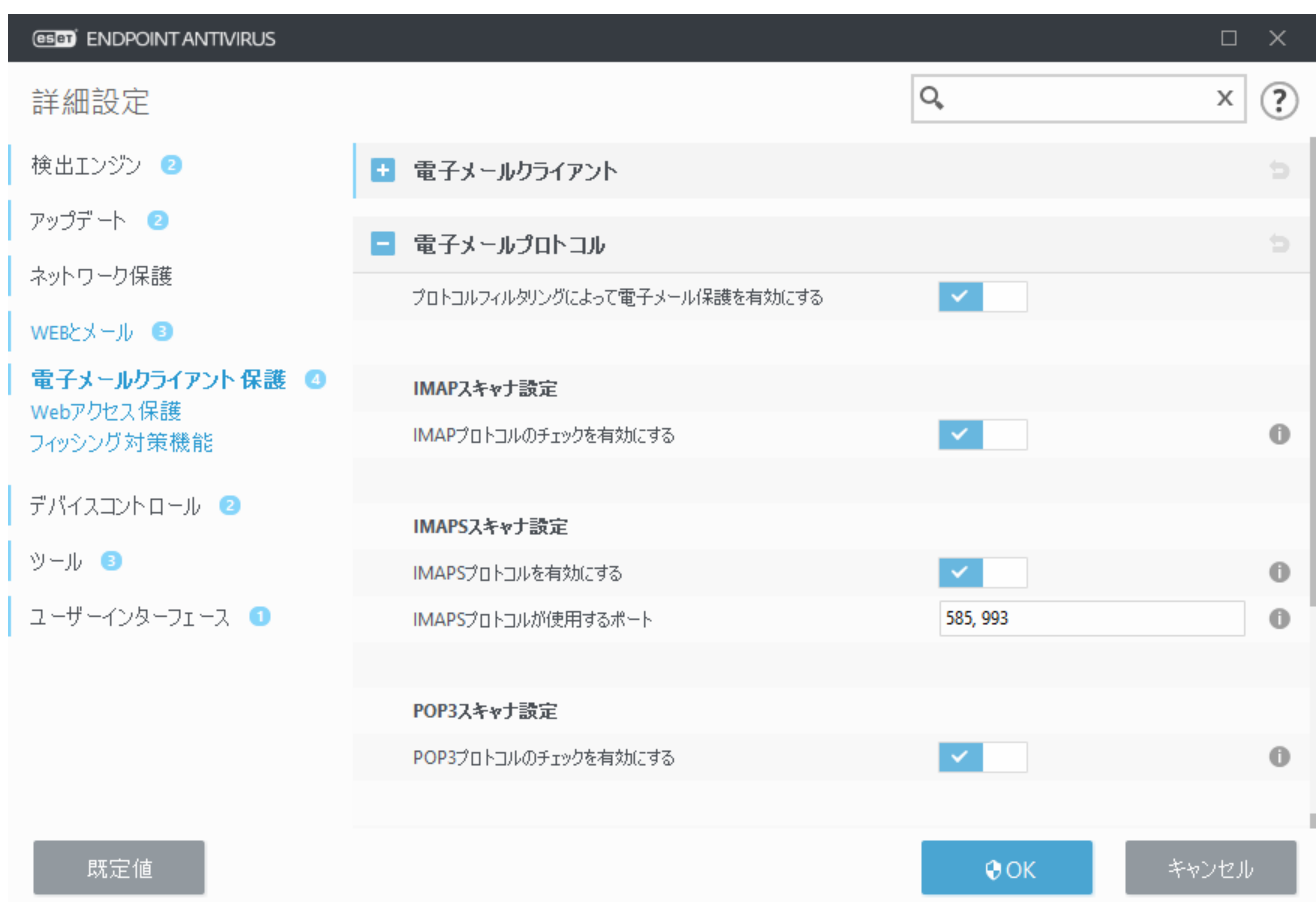 eset ENDPOINT ANTIVIRUS
詳細設定
検出エンジン 2
アップデート 2
ネットワーク保護
WEBとメール 3
電子メールクライアント保護 4
Webアクセス保護
フィッシング対策機能
デバイスコントロール 2
ツール 3
ユーザーインターフェース 1
電子メールクライアント
電子メールプロトコル
プロトコルフィルタリングによって電子メール保護を有効にする
IMAPスキャナ設定
IMAPプロトコルのチェックを有効にする
IMAPSスキャナ設定
IMAPSプロトコルを有効にする
IMAPSプロトコルが使用するポート 585, 993
POP3スキャナ設定
POP3プロトコルのチェックを有効にする
既定値
OK
キャンセル